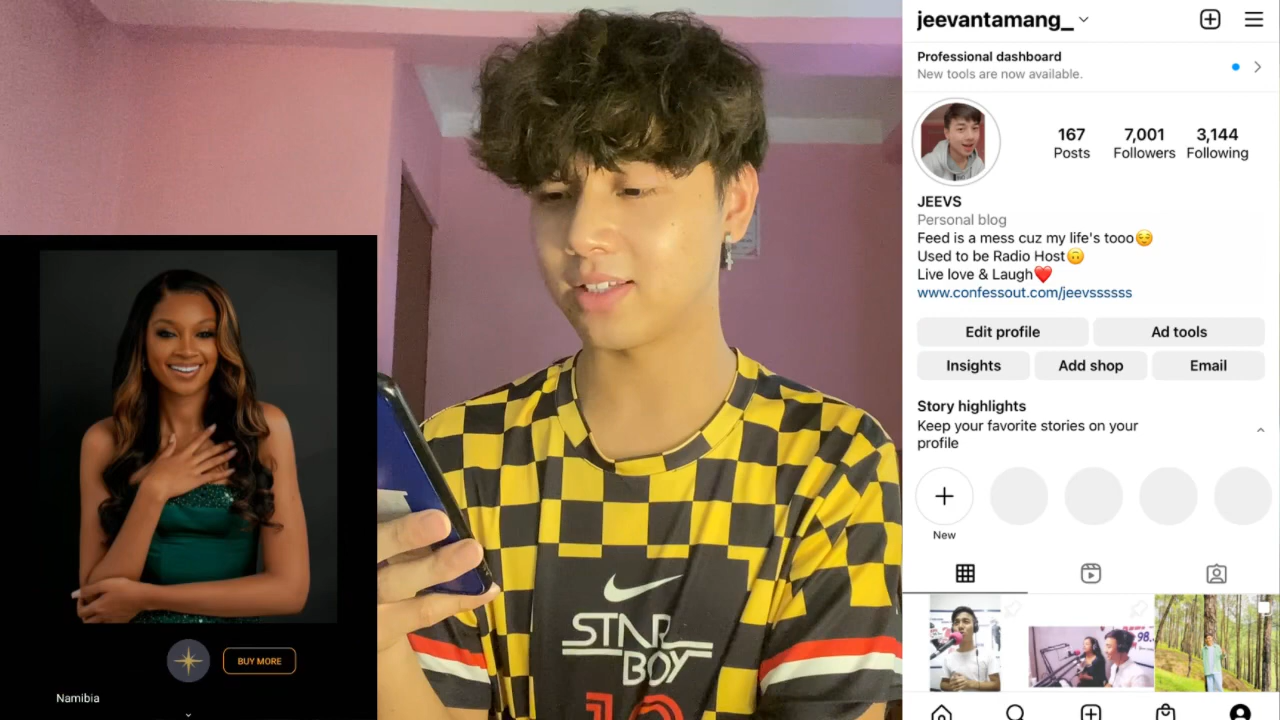 BUY MORE
Namibia
STAR
BOY
10
jeevantamang_
Professional dashboard
New tools are now available.
167
Posts
7,001
Followers
3,144
Following
JEEVS
Personal blog
Feed is a mess cuz my life's tooo😌
Used to be Radio Host🙃
Live love & Laugh❤️
www.confessout.com/jeevssssss
Edit profile
Ad tools
Insights
Add shop
Email
Story highlights
Keep your favorite stories on your
profile
New
98.